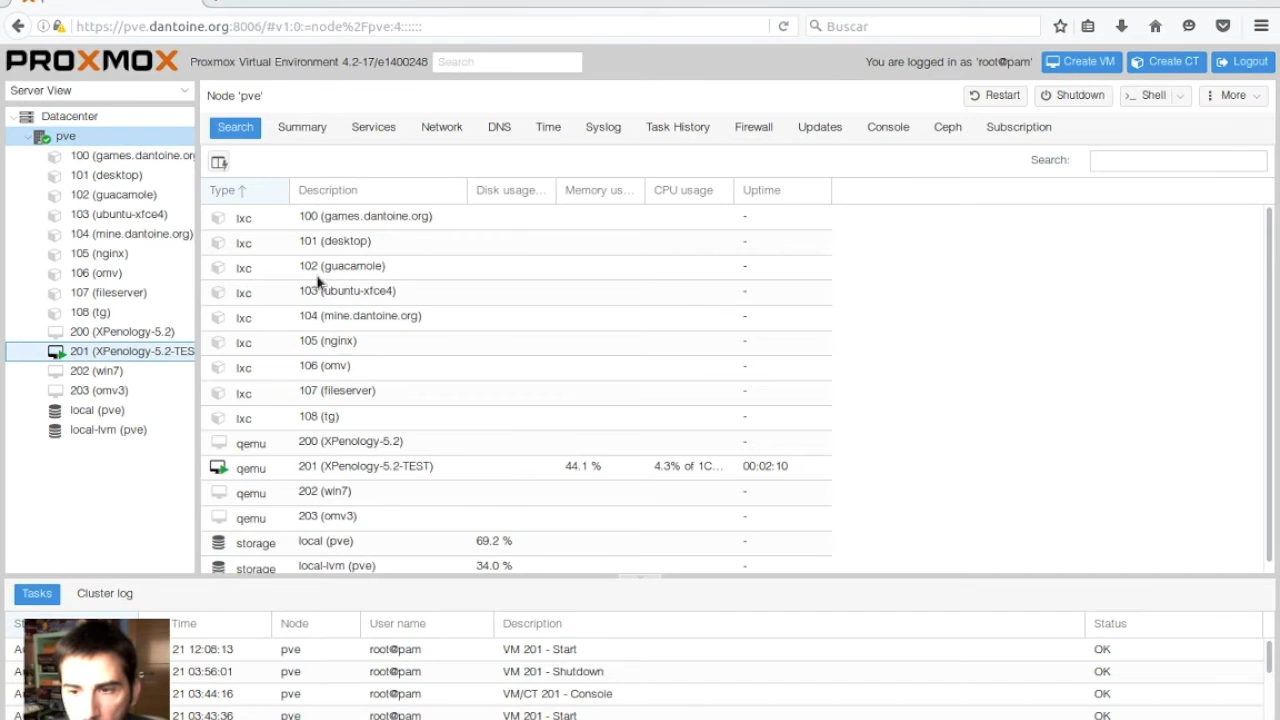 https://pve.dantoine.org:8006/#v1:0:=node%2Fpve:4::::::
Buscar
PROXMOX Proxmox Virtual Environment 4.2-17/e1400248 Search You are logged in as 'root@pam' Create VM Create CT Logout
Server View
Node 'pve' Restart Shutdown >_ Shell More
Datacenter
pve
100 (games.dantoine.or
101 (desktop)
102 (guacamole)
103 (ubuntu-xfce4)
104 (mine.dantoine.org)
105 (nginx)
106 (omv)
107 (fileserver)
108 (tg)
200 (XPenology-5.2)
201 (XPenology-5.2-TES
202 (win7)
203 (omv3)
local (pve)
local-lvm (pve)
Search Summary Services Network DNS Time Syslog Task History Firewall Updates Console Ceph Subscription
Search:
Type Description Disk usage... Memory us... CPU usage Uptime
lxc 100 (games.dantoine.org) -
lxc 101 (desktop) -
lxc 102 (guacamole) -
lxc 103 (ubuntu-xfce4) -
lxc 104 (mine.dantoine.org) -
lxc 105 (nginx) -
lxc 106 (omv) -
lxc 107 (fileserver) -
lxc 108 (tg) -
qemu 200 (XPenology-5.2) -
qemu 201 (XPenology-5.2-TEST) 44.1 % 4.3% of 1C... 00:02:10
qemu 202 (win7) -
qemu 203 (omv3) -
storage local (pve) 69.2 % -
storage local-lvm (pve) 34.0 % -
Tasks Cluster log
Time Node User name Description Status
21 12:08:13 pve root@pam VM 201 - Start OK
21 03:56:01 pve root@pam VM 201 - Shutdown OK
21 03:44:16 pve root@pam VM/CT 201 - Console OK
21 03:43:36 pve root@pam VM 201 - Start OK